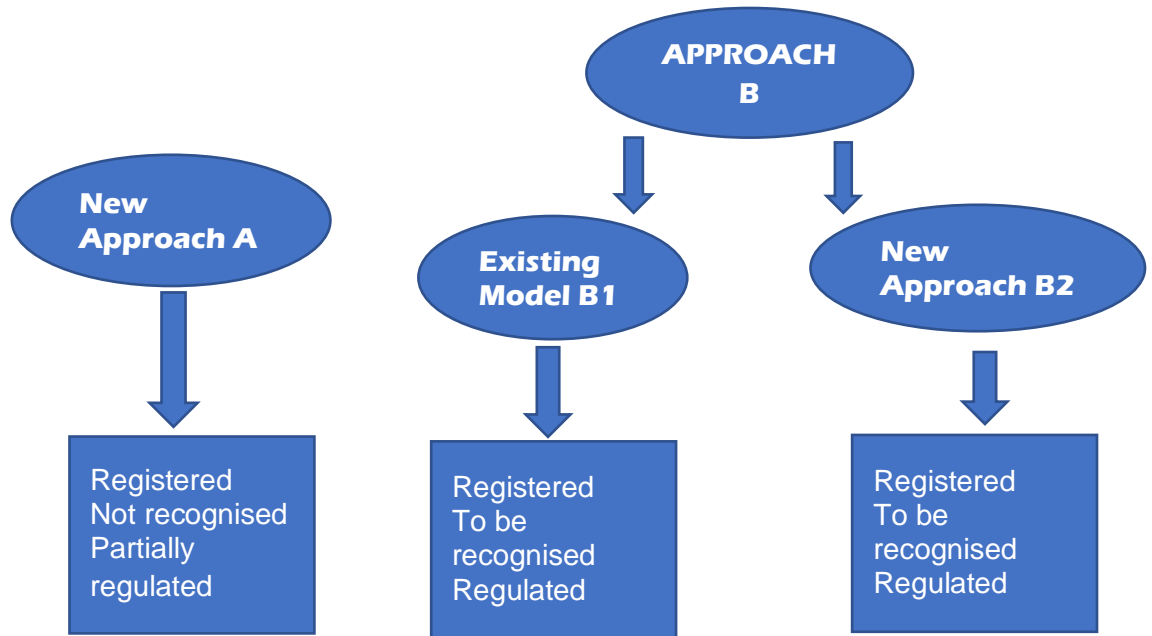 APPROACH
B
New
Approach A
Existing
Model B1
New
Approach B2
Registered
Not recognised
Partially
regulated
Registered
To be
recognised
Regulated
Registered
To be
recognised
Regulated